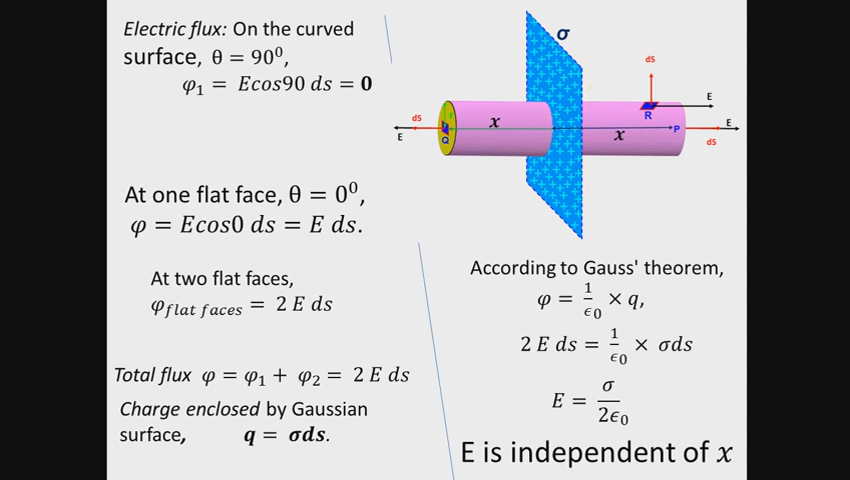 Electric flux: On the curved
surface, θ = 90⁰,
φ₁ = Ecos90 ds = 0
At one flat face, θ = 0⁰,
φ = Ecos0 ds = E ds.
At two flat faces,
φ_flat faces = 2 E ds
Total flux φ = φ₁ + φ₂ = 2 E ds
Charge enclosed by Gaussian
surface, q = σds.
σ
dS
E
R
dS
E
Q
x
x
P
E
dS
According to Gauss' theorem,
φ = 1/ϵ₀ × q,
2 E ds = 1/ϵ₀ × σds
E = σ/2ϵ₀
E is independent of x